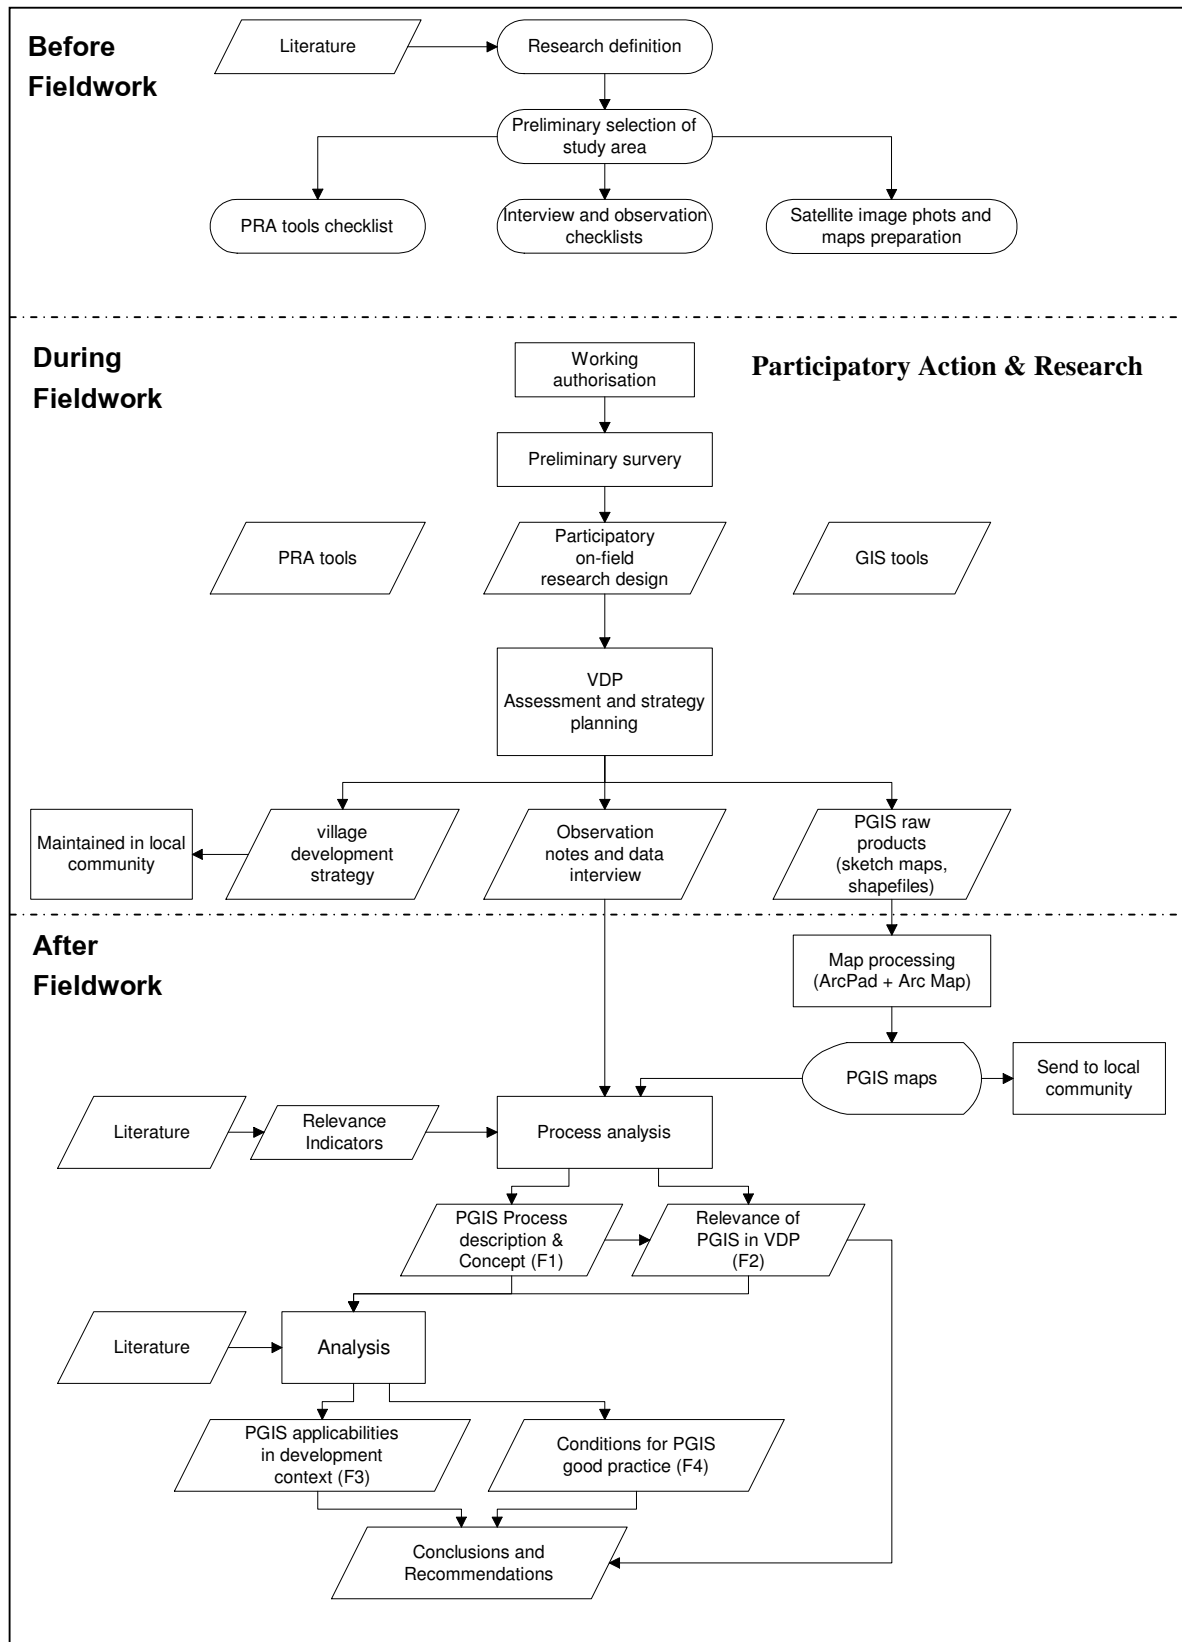 Before
Fieldwork
Literature
Research definition
Preliminary selection of
study area
PRA tools checklist
Interview and observation
checklists
Satellite image phots and
maps preparation
During
Fieldwork
Working
authorisation
Participatory Action & Research
Preliminary survery
PRA tools
Participatory
on-field
research design
GIS tools
VDP
Assessment and strategy
planning
Maintained in local
community
village
development
strategy
Observation
notes and data
interview
PGIS raw
products
(sketch maps,
shapefiles)
After
Fieldwork
Map processing
(ArcPad + Arc Map)
PGIS maps
Send to local
community
Literature
Relevance
Indicators
Process analysis
PGIS Process
description &
Concept (F1)
Relevance of
PGIS in VDP
(F2)
Literature
Analysis
PGIS applicabilities
in development
context (F3)
Conditions for PGIS
good practice (F4)
Conclusions and
Recommendations